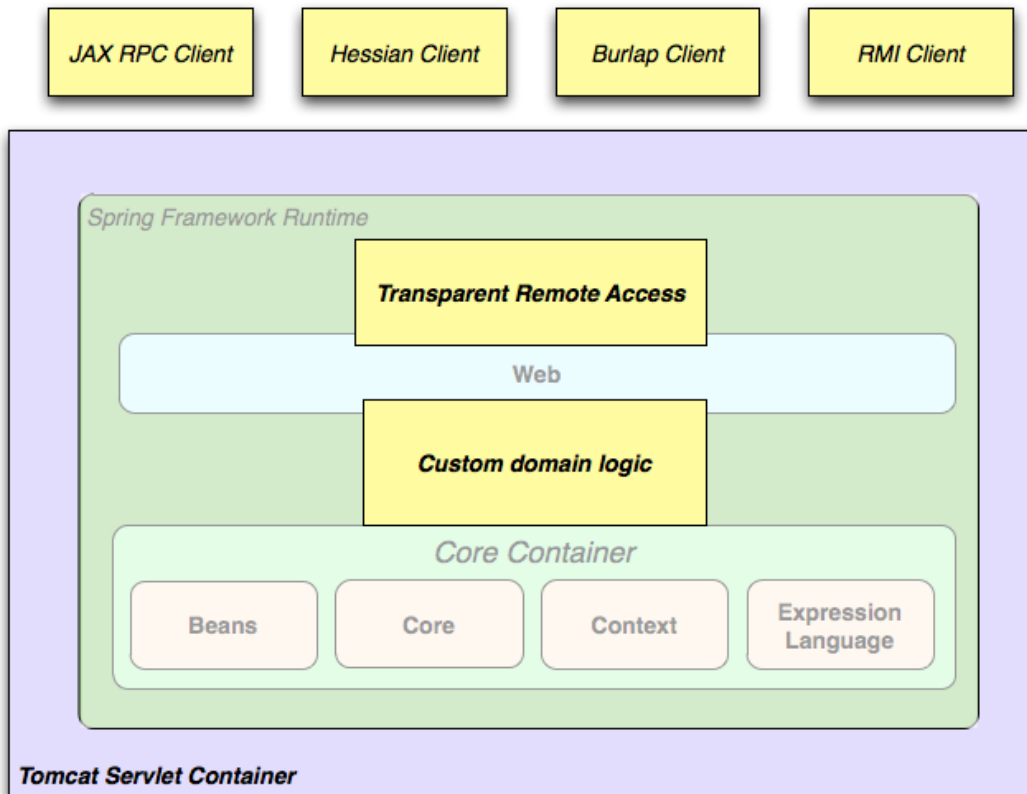 JAX RPC Client
Hessian Client
Burlap Client
RMI Client
Spring Framework Runtime
Transparent Remote Access
Web
Custom domain logic
Core Container
Beans
Core
Context
Expression
Language
Tomcat Servlet Container